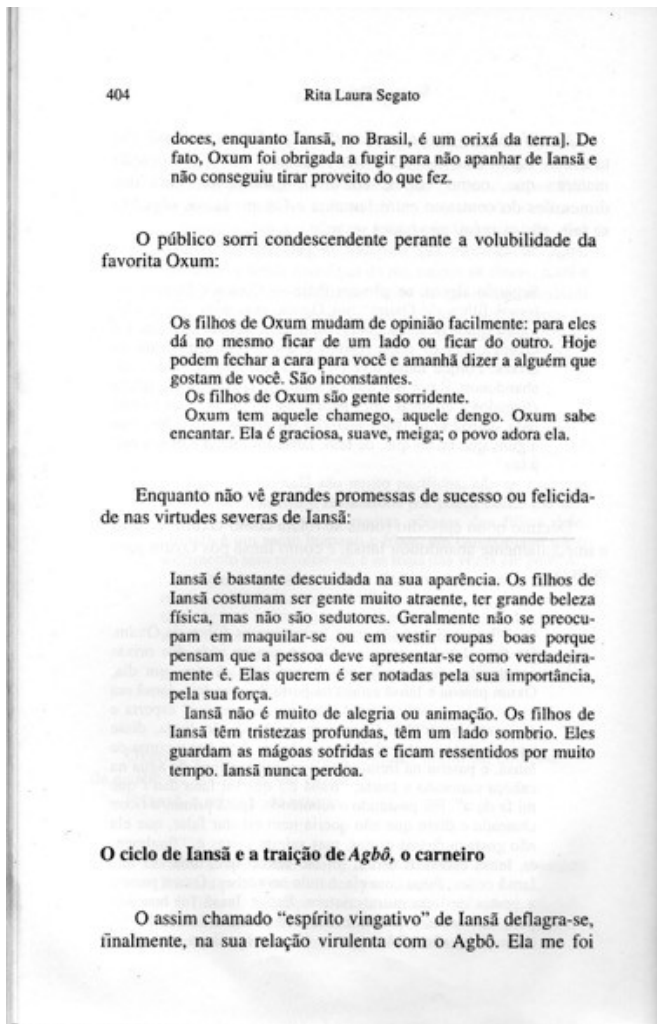 404
Rita Laura Segato
doces, enquanto Iansã, no Brasil, é um orixá da terra]. De
fato, Oxum foi obrigada a fugir para não apanhar de Iansã e
não conseguiu tirar proveito do que fez.
O público sorri condescendente perante a volubilidade da
favorita Oxum:
Os filhos de Oxum mudam de opinião facilmente: para eles
dá no mesmo ficar de um lado ou ficar do outro. Hoje
podem fechar a cara para você e amanhã dizer a alguém que
gostam de você. São inconstantes.
Os filhos de Oxum são gente sorridente.
Oxum tem aquele chamego, aquele dengo. Oxum sabe
encantar. Ela é graciosa, suave, meiga; o povo adora ela.
Enquanto não vê grandes promessas de sucesso ou felicida-
de nas virtudes severas de Iansã:
Iansã é bastante descuidada na sua aparência. Os filhos de
Iansã costumam ser gente muito atraente, ter grande beleza
física, mas não são sedutores. Geralmente não se preocu-
pam em maquilar-se ou em vestir roupas boas porque
pensam que a pessoa deve apresentar-se como verdadeira-
mente é. Elas querem é ser notadas pela sua importância,
pela sua força.
Iansã não é muito de alegria ou animação. Os filhos de
Iansã têm tristezas profundas, têm um lado sombrio. Eles
guardam as mágoas sofridas e ficam ressentidos por muito
tempo. Iansã nunca perdoa.
O ciclo de Iansã e a traição de Agbô, o carneiro
O assim chamado “espírito vingativo” de Iansã deflagra-se,
finalmente, na sua relação virulenta com o Agbô. Ela me foi